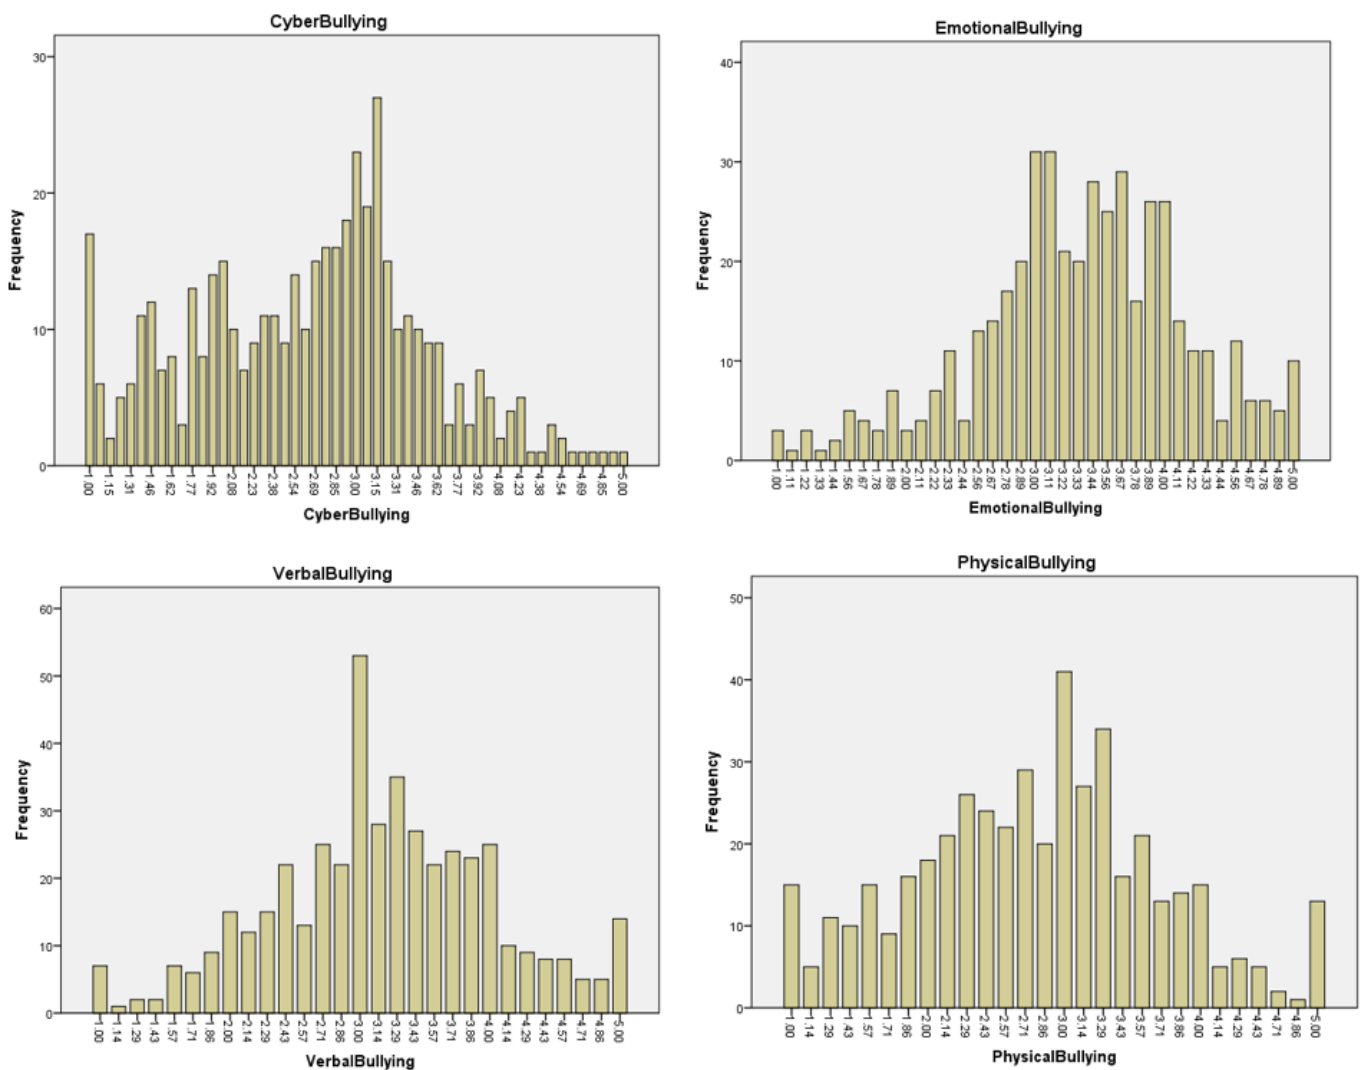 CyberBullying
Frequency
30
20
10
0
1.00 1.15 1.31 1.46 1.62 1.77 1.92 2.08 2.23 2.38 2.54 2.69 2.85 3.00 3.15 3.31 3.46 3.62 3.77 3.92 4.08 4.23 4.38 4.54 4.69 4.85 5.00
CyberBullying
EmotionalBullying
Frequency
40
30
20
10
0
1.00 1.11 1.22 1.33 1.44 1.56 1.67 1.78 1.89 2.00 2.11 2.22 2.33 2.44 2.56 2.67 2.78 2.89 3.00 3.11 3.22 3.33 3.44 3.56 3.67 3.78 3.89 4.00 4.11 4.22 4.33 4.44 4.56 4.67 4.78 4.89 5.00
EmotionalBullying
VerbalBullying
Frequency
60
50
40
30
20
10
0
1.00 1.14 1.29 1.43 1.57 1.71 1.86 2.00 2.14 2.29 2.43 2.57 2.71 2.86 3.00 3.14 3.29 3.43 3.57 3.71 3.86 4.00 4.14 4.29 4.43 4.57 4.71 4.86 5.00
VerbalBullying
PhysicalBullying
Frequency
50
40
30
20
10
0
1.00 1.14 1.29 1.43 1.57 1.71 1.86 2.00 2.14 2.29 2.43 2.57 2.71 2.86 3.00 3.14 3.29 3.43 3.57 3.71 3.86 4.00 4.14 4.29 4.43 4.71 4.86 5.00
PhysicalBullying